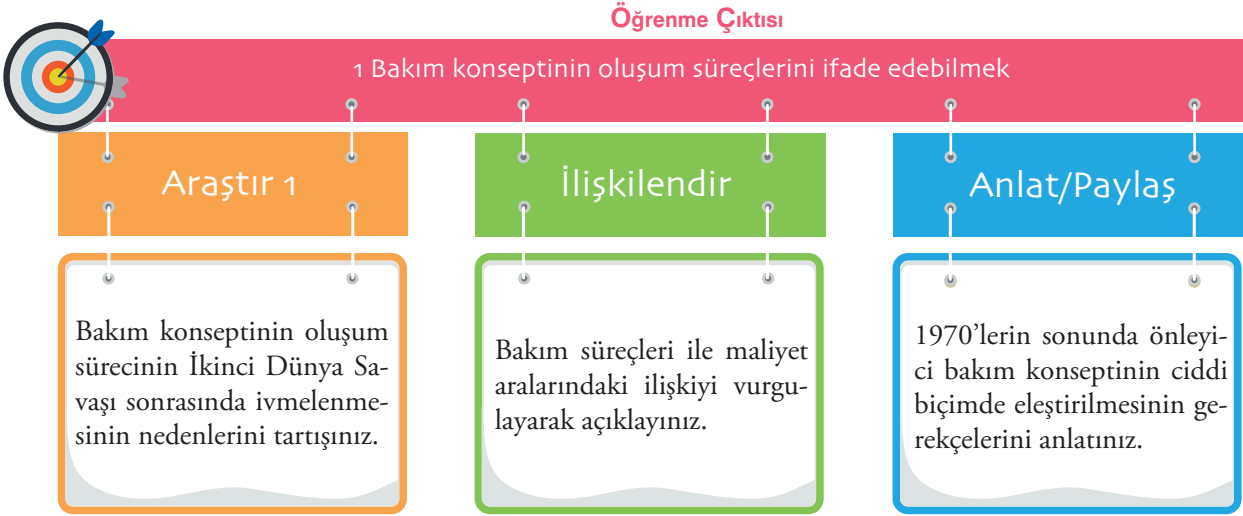 Öğrenme Çıktısı
1 Bakım konseptinin oluşum süreçlerini ifade edebilmek
Araştır 1
Bakım konseptinin oluşum
sürecinin İkinci Dünya Sa-
vaşı sonrasında ivmelenme-
sinin nedenlerini tartışınız.
İlişkilendir
Bakım süreçleri ile maliyet
aralarındaki ilişkiyi vurgu-
layarak açıklayınız.
Anlat/Paylaş
1970’lerin sonunda önleyi-
ci bakım konseptinin ciddi
biçimde eleştirilmesinin ge-
rekçelerini anlatınız.